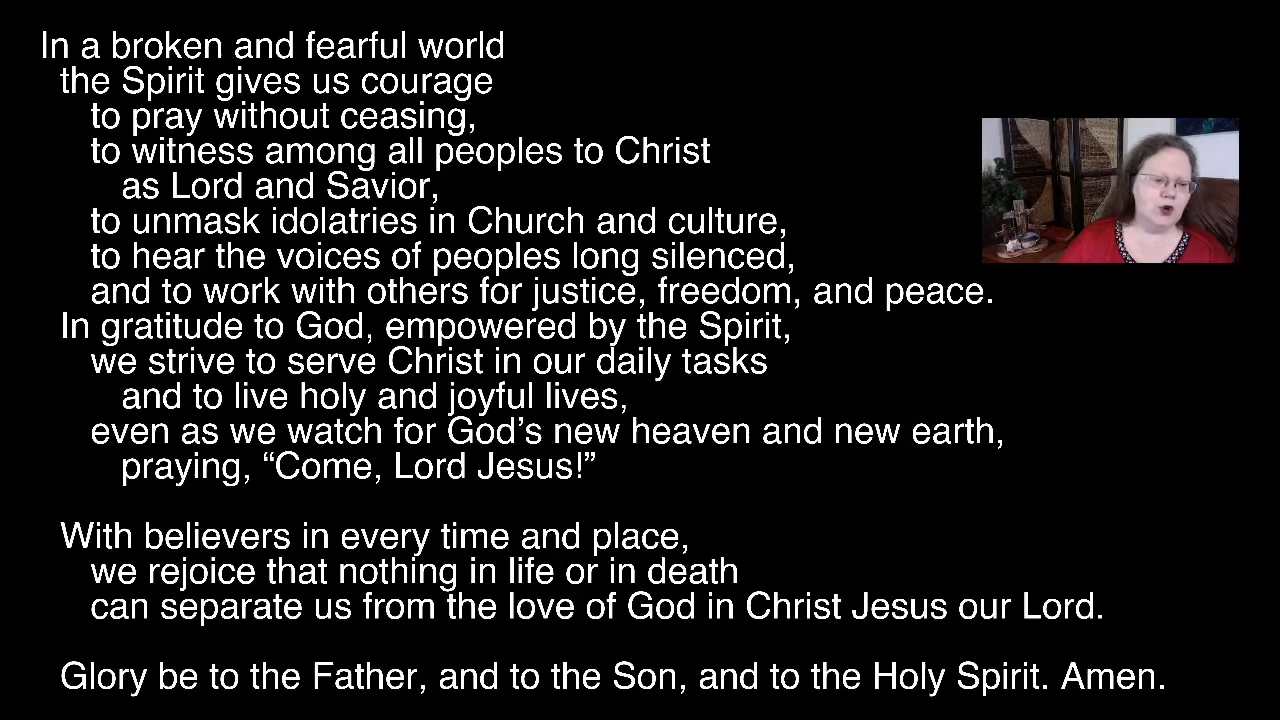 In a broken and fearful world
the Spirit gives us courage
to pray without ceasing,
to witness among all peoples to Christ
as Lord and Savior,
to unmask idolatries in Church and culture,
to hear the voices of peoples long silenced,
and to work with others for justice, freedom, and peace.
In gratitude to God, empowered by the Spirit,
we strive to serve Christ in our daily tasks
and to live holy and joyful lives,
even as we watch for God’s new heaven and new earth,
praying, “Come, Lord Jesus!”
With believers in every time and place,
we rejoice that nothing in life or in death
can separate us from the love of God in Christ Jesus our Lord.
Glory be to the Father, and to the Son, and to the Holy Spirit. Amen.